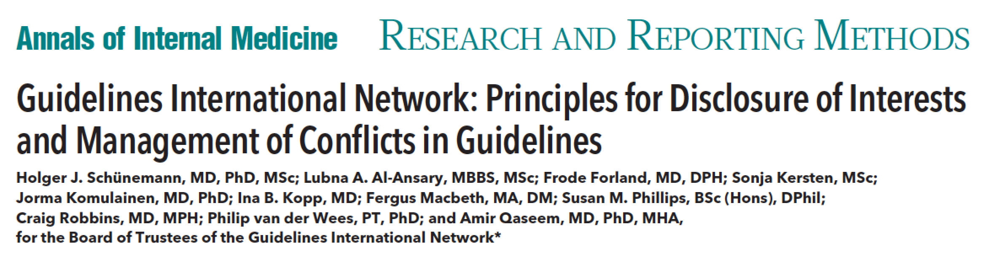 Annals of Internal Medicine RESEARCH AND REPORTING METHODS
Guidelines International Network: Principles for Disclosure of Interests
and Management of Conflicts in Guidelines
Holger J. Schünemann, MD, PhD, MSc; Lubna A. Al-Ansary, MBBS, MSc; Frode Forland, MD, DPH; Sonja Kersten, MSc;
Jorma Komulainen, MD, PhD; Ina B. Kopp, MD; Fergus Macbeth, MA, DM; Susan M. Phillips, BSc (Hons), DPhil;
Craig Robbins, MD, MPH; Philip van der Wees, PT, PhD; and Amir Qaseem, MD, PhD, MHA,
for the Board of Trustees of the Guidelines International Network*